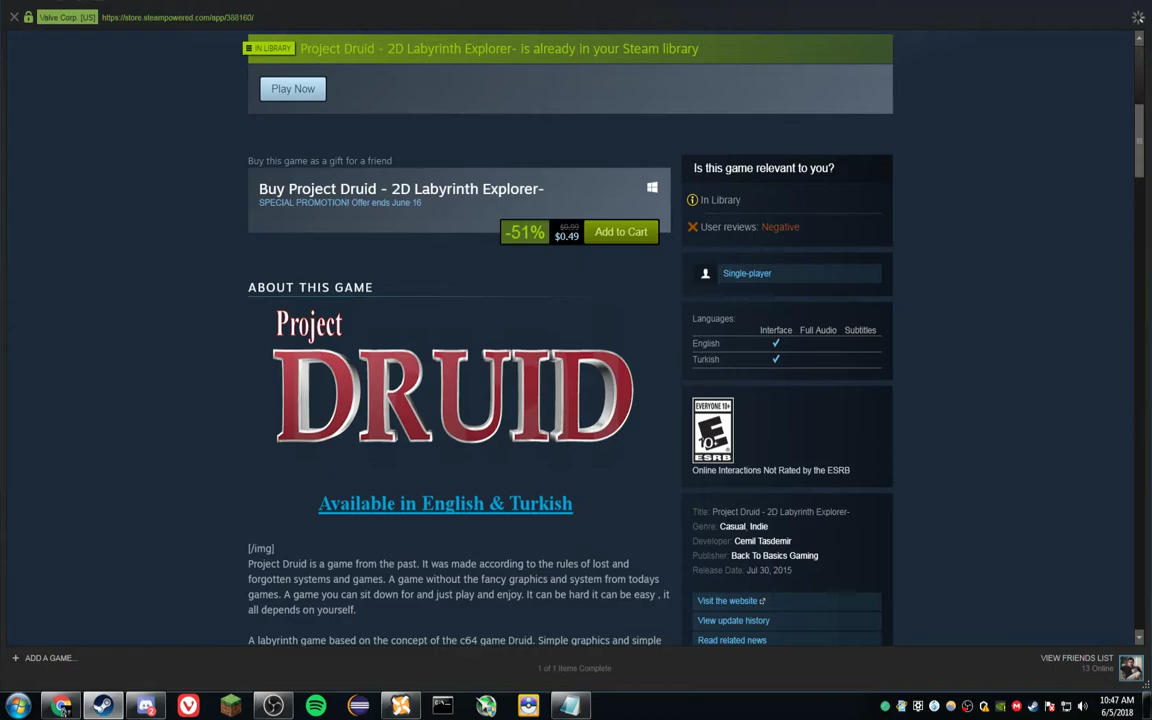 Valve Corp. [US] https://store.steampowered.com/app/388160/
IN LIBRARY Project Druid - 2D Labyrinth Explorer- is already in your Steam library
Play Now
Buy this game as a gift for a friend
Buy Project Druid - 2D Labyrinth Explorer-
SPECIAL PROMOTION! Offer ends June 16
-51% $0.99 $0.49 Add to Cart
ABOUT THIS GAME
Project
DRUID
Available in English & Turkish
[/img]
Project Druid is a game from the past. It was made according to the rules of lost and
forgotten systems and games. A game without the fancy graphics and system from todays
games. A game you can sit down for and just play and enjoy. It can be hard it can be easy , it
all depends on yourself.
A labyrinth game based on the concept of the c64 game Druid. Simple graphics and simple
Is this game relevant to you?
In Library
User reviews: Negative
Single-player
Languages:
Interface Full Audio Subtitles
English ✓
Turkish ✓
EVERYONE 10+
E
10+
ESRB
Online Interactions Not Rated by the ESRB
Title: Project Druid - 2D Labyrinth Explorer-
Genre: Casual, Indie
Developer: Cemil Tasdemir
Publisher: Back To Basics Gaming
Release Date: Jul 30, 2015
Visit the website
View update history
Read related news
+ ADD A GAME...
1 of 1 Items Complete
VIEW FRIENDS LIST
13 Online
10:47 AM
6/5/2018